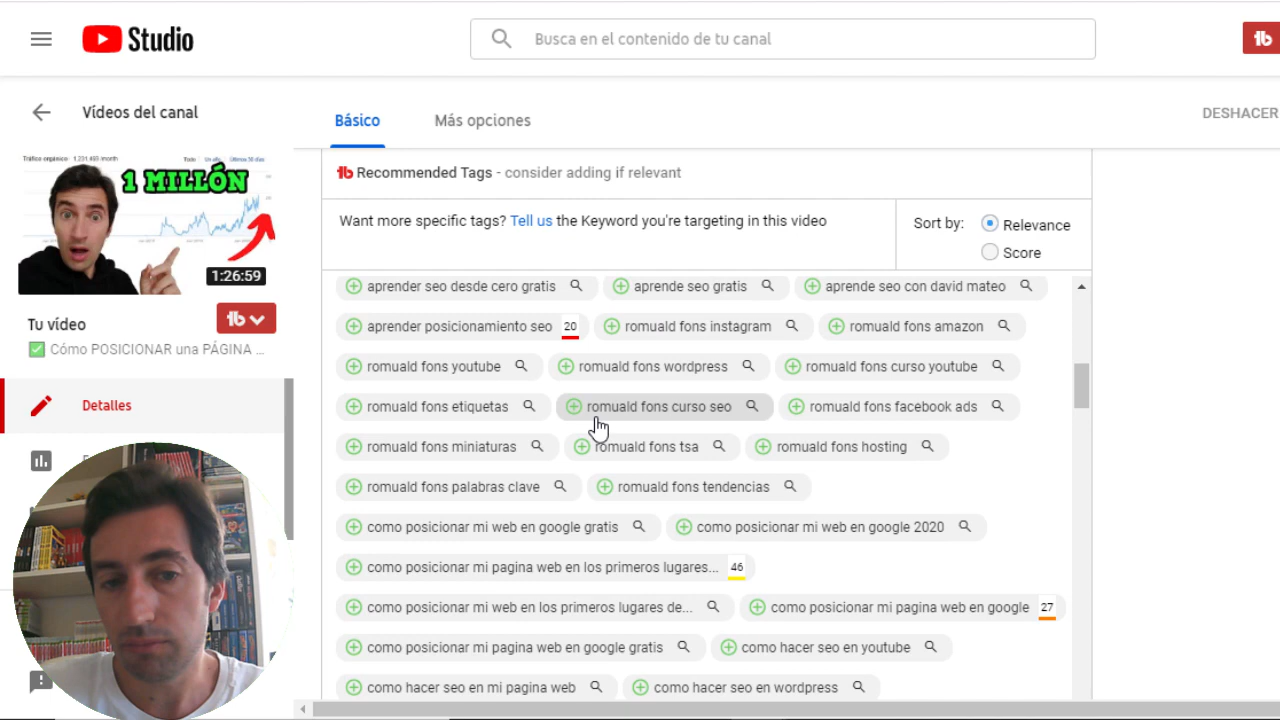 Studio
Busca en el contenido de tu canal
Vídeos del canal
Básico
Más opciones
DESHACER
1 MILLÓN
1:26:59
Tu vídeo
✅ Cómo POSICIONAR una PÁGINA ...
Detalles
Recommended Tags - consider adding if relevant
Want more specific tags? Tell us the Keyword you're targeting in this video
Sort by:
Relevance
Score
aprender seo desde cero gratis
aprende seo gratis
aprende seo con david mateo
aprender posicionamiento seo 20
romuald fons instagram
romuald fons amazon
romuald fons youtube
romuald fons wordpress
romuald fons curso youtube
romuald fons etiquetas
romuald fons curso seo
romuald fons facebook ads
romuald fons miniaturas
romuald fons tsa
romuald fons hosting
romuald fons palabras clave
romuald fons tendencias
como posicionar mi web en google gratis
como posicionar mi web en google 2020
como posicionar mi pagina web en los primeros lugares... 46
como posicionar mi web en los primeros lugares de...
como posicionar mi pagina web en google 27
como posicionar mi pagina web en google gratis
como hacer seo en youtube
como hacer seo en mi pagina web
como hacer seo en wordpress